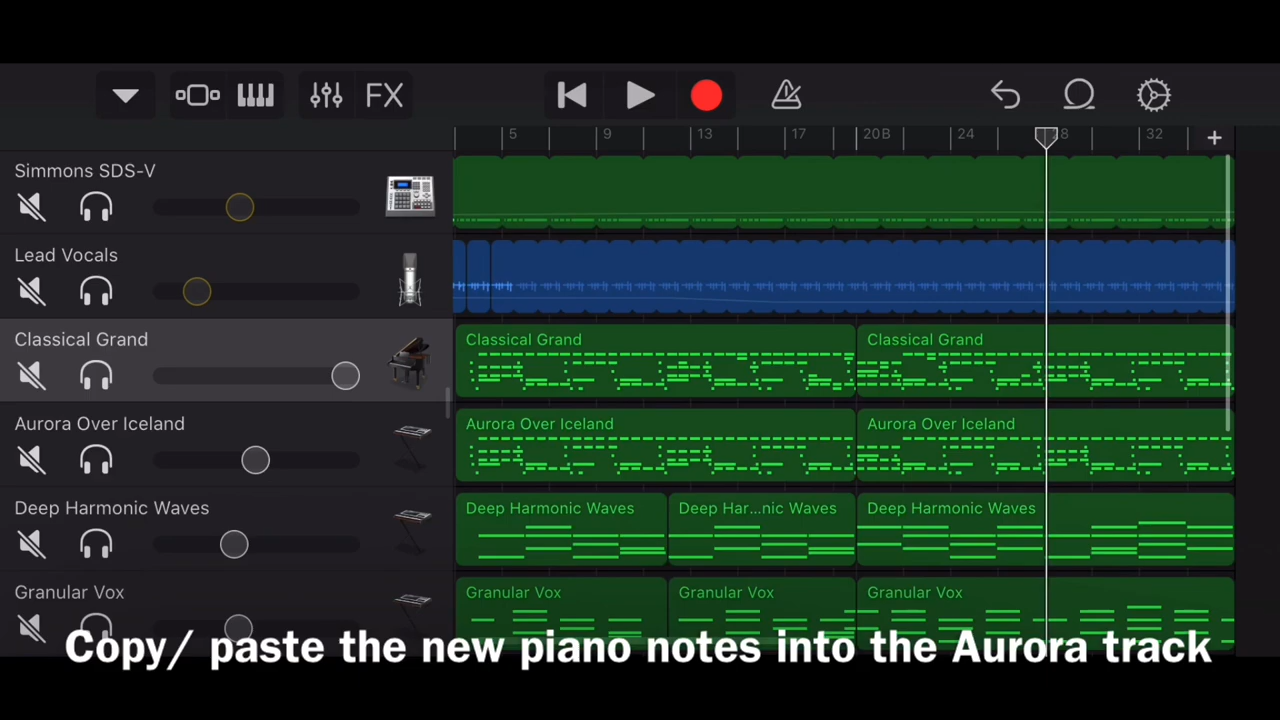 FX
5 9 13 17 20B 24 28 32 +
Simmons SDS-V
Lead Vocals
Classical Grand
Classical Grand Classical Grand
Aurora Over Iceland
Aurora Over Iceland Aurora Over Iceland
Deep Harmonic Waves
Deep Harmonic Waves Deep Har...nic Waves Deep Harmonic Waves
Granular Vox
Granular Vox Granular Vox Granular Vox
Copy/ paste the new piano notes into the Aurora track